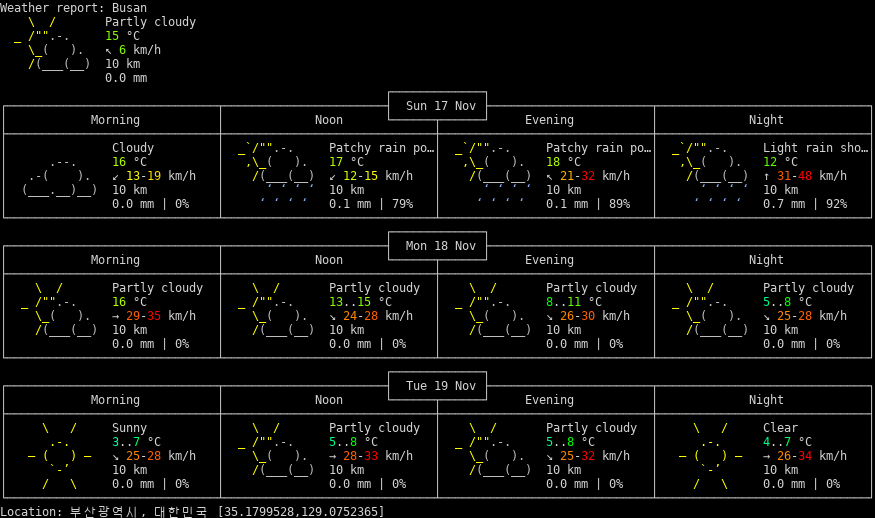 Weather report: Busan
Partly cloudy
15 °C
↖ 6 km/h
10 km
0.0 mm
Sun 17 Nov
Morning Noon Evening Night
Cloudy Patchy rain po… Patchy rain po… Light rain sho…
16 °C 17 °C 18 °C 12 °C
↙ 13-19 km/h ↙ 12-15 km/h ↖ 21-32 km/h ↑ 31-48 km/h
10 km 10 km 10 km 10 km
0.0 mm | 0% 0.1 mm | 79% 0.1 mm | 89% 0.7 mm | 92%
Mon 18 Nov
Morning Noon Evening Night
Partly cloudy Partly cloudy Partly cloudy Partly cloudy
16 °C 13..15 °C 8..11 °C 5..8 °C
→ 29-35 km/h ↘ 24-28 km/h ↘ 26-30 km/h ↘ 25-28 km/h
10 km 10 km 10 km 10 km
0.0 mm | 0% 0.0 mm | 0% 0.0 mm | 0% 0.0 mm | 0%
Tue 19 Nov
Morning Noon Evening Night
Sunny Partly cloudy Partly cloudy Clear
3..7 °C 5..8 °C 5..8 °C 4..7 °C
↘ 25-28 km/h → 28-33 km/h ↘ 25-32 km/h → 26-34 km/h
10 km 10 km 10 km 10 km
0.0 mm | 0% 0.0 mm | 0% 0.0 mm | 0% 0.0 mm | 0%
Location: 부산광역시, 대한민국 [35.1799528,129.0752365]